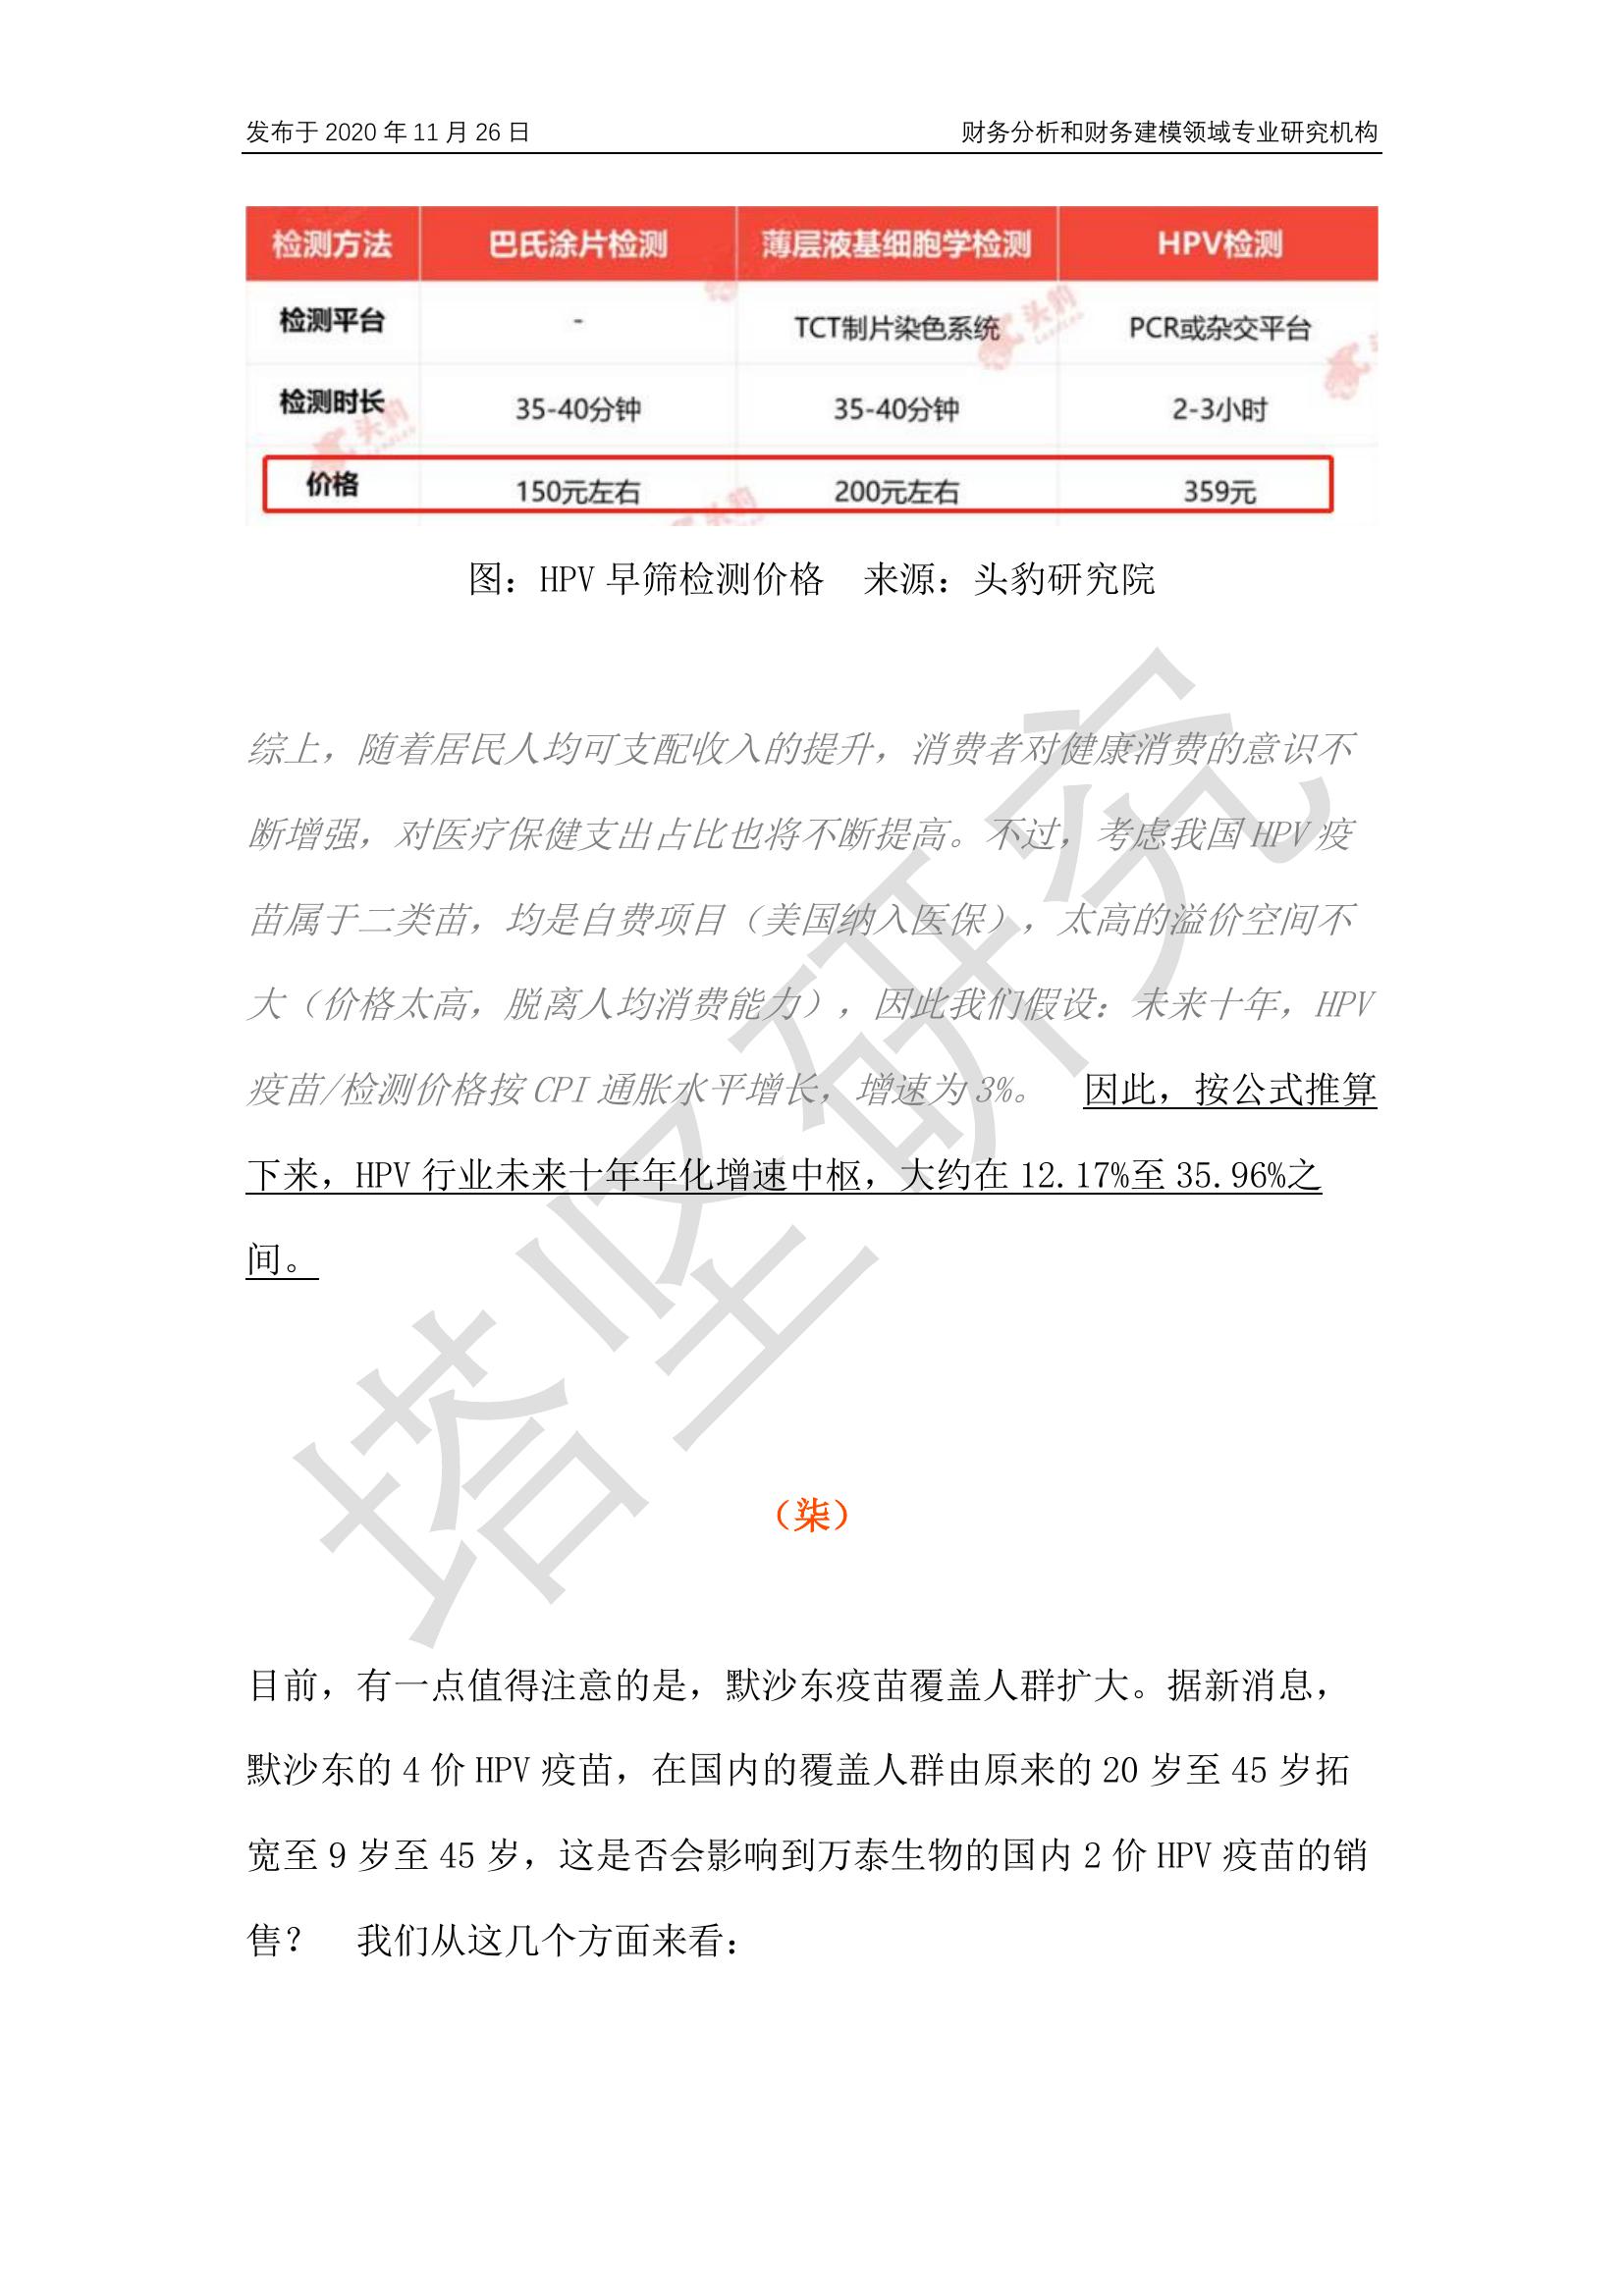 发布于 2020 年 11 月 26 日 财务分析和财务建模领域专业研究机构
检测方法 巴氏涂片检测 薄层液基细胞学检测 HPV检测
检测平台 - TCT制片染色系统 PCR或杂交平台
检测时长 35-40分钟 35-40分钟 2-3小时
价格 150元左右 200元左右 359元
图：HPV 早筛检测价格 来源：头豹研究院
综上，随着居民人均可支配收入的提升，消费者对健康消费的意识不
断增强，对医疗保健支出占比也将不断提高。不过，考虑我国 HPV 疫
苗属于二类苗，均是自费项目（美国纳入医保），太高的溢价空间不
大（价格太高，脱离人均消费能力），因此我们假设：未来十年，HPV
疫苗/检测价格按 CPI 通胀水平增长，增速为 3%。 因此，按公式推算
下来，HPV 行业未来十年年化增速中枢，大约在 12.17%至 35.96%之
间。
（柒）
目前，有一点值得注意的是，默沙东疫苗覆盖人群扩大。据新消息，
默沙东的 4 价 HPV 疫苗，在国内的覆盖人群由原来的 20 岁至 45 岁拓
宽至 9 岁至 45 岁，这是否会影响到万泰生物的国内 2 价 HPV 疫苗的销
售？ 我们从这几个方面来看：
塔坚研究
头豹
头豹
头豹